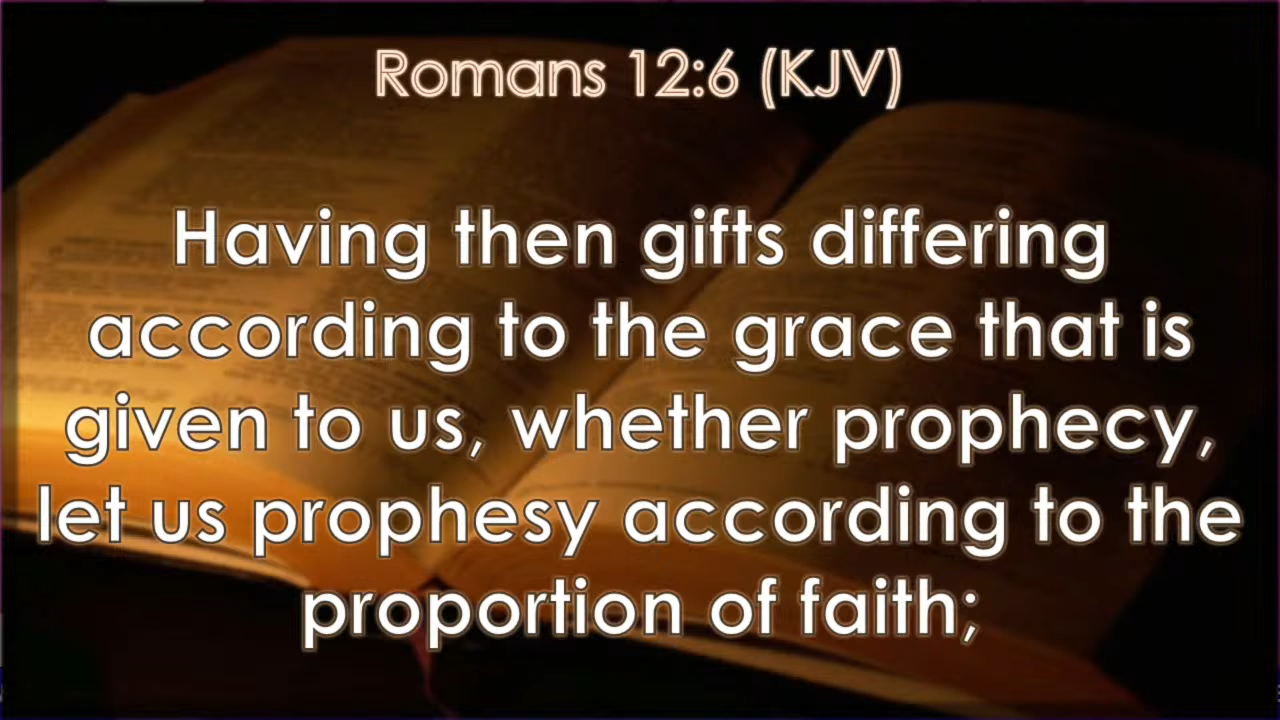 Romans 12:6 (KJV)
Having then gifts differing
according to the grace that is
given to us, whether prophecy,
let us prophesy according to the
proportion of faith;